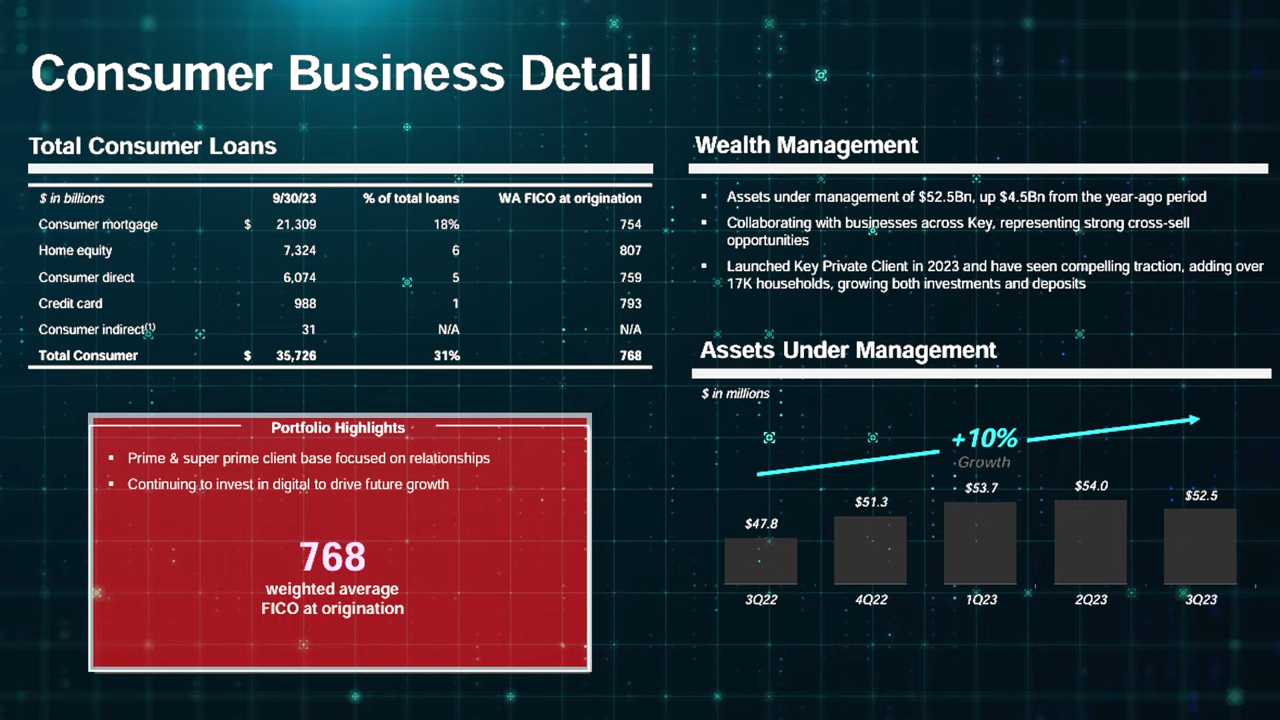 Consumer Business Detail
Total Consumer Loans
$ in billions 9/30/23 % of total loans WA FICO at origination
Consumer mortgage $ 21,309 18% 754
Home equity 7,324 6 807
Consumer direct 6,074 5 759
Credit card 988 1 793
Consumer indirect(1) 31 N/A N/A
Total Consumer $ 35,726 31% 768
Portfolio Highlights
▪ Prime & super prime client base focused on relationships
▪ Continuing to invest in digital to drive future growth
768
weighted average
FICO at origination
Wealth Management
▪ Assets under management of $52.5Bn, up $4.5Bn from the year-ago period
▪ Collaborating with businesses across Key, representing strong cross-sell
opportunities
▪ Launched Key Private Client in 2023 and have seen compelling traction, adding over
17K households, growing both investments and deposits
Assets Under Management
$ in millions
+10%
Growth
$47.8 $51.3 $53.7 $54.0 $52.5
3Q22 4Q22 1Q23 2Q23 3Q23